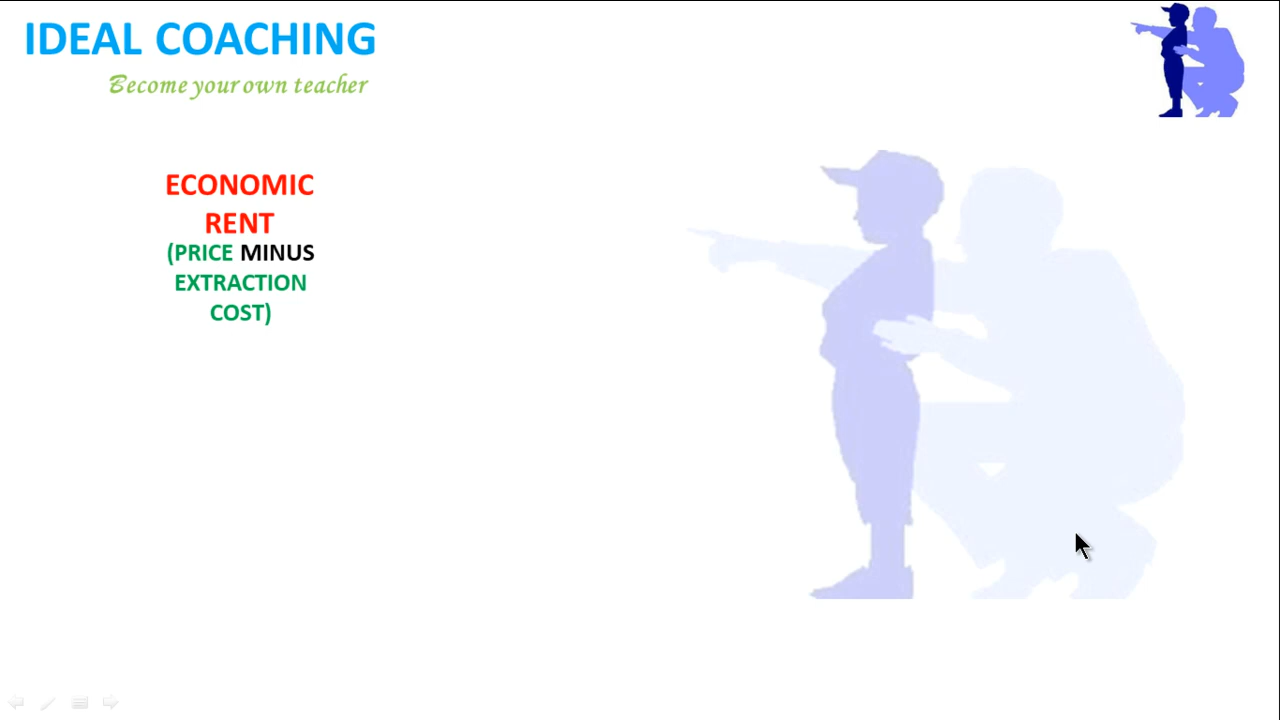 IDEAL COACHING
Become your own teacher
ECONOMIC
RENT
(PRICE MINUS
EXTRACTION
COST)